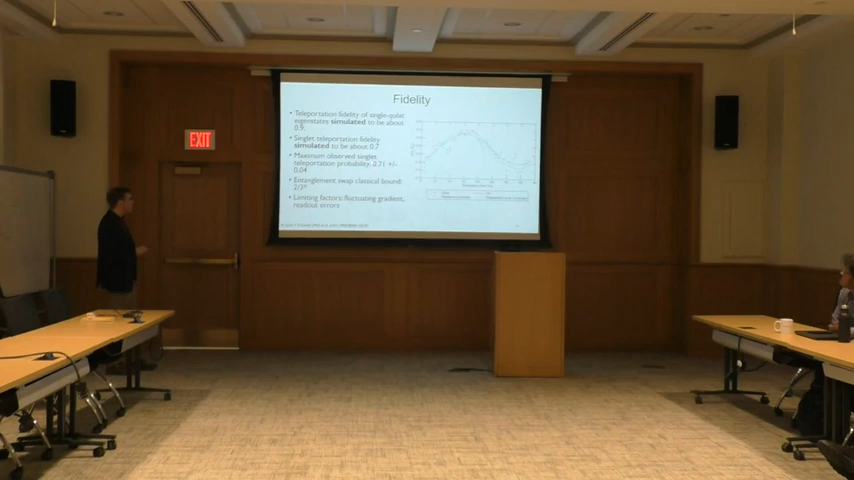 Fidelity
• Teleportation fidelity of single-qubit
eigenstates simulated to be about
0.9.
• Singlet teleportation fidelity
simulated to be about 0.7
• Maximum observed singlet
teleportation probability: 0.71 +/-
0.04
• Entanglement swap classical bound:
2/3*
• Limiting factors: fluctuating gradient,
readout errors
EXIT